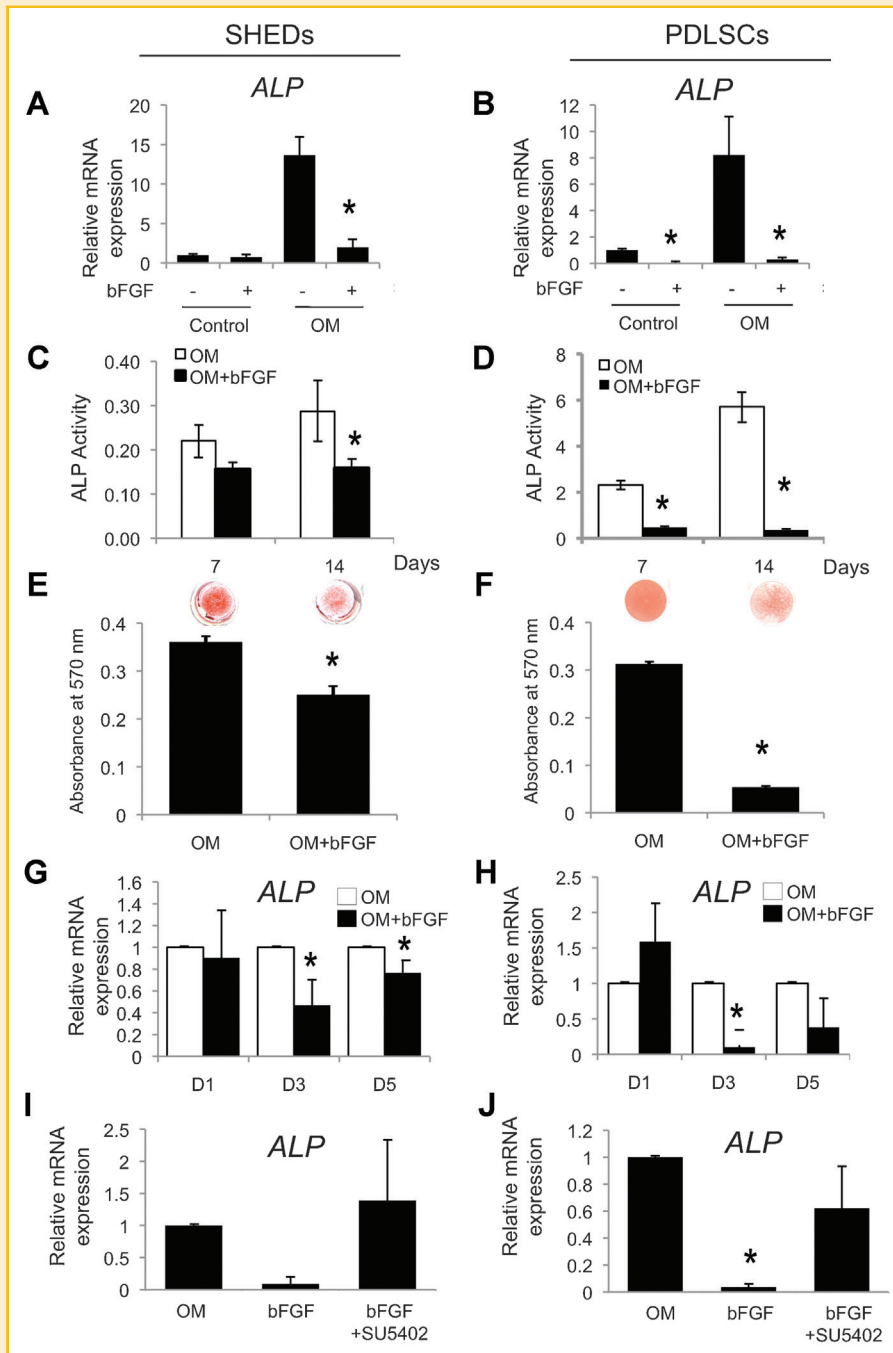 SHEDs
PDLSCs
A
ALP
Relative mRNA
expression
20
15
10
5
0
*
bFGF
- + - +
Control OM
B
ALP
Relative mRNA
expression
12
10
8
6
4
2
0
*
*
bFGF
- + - +
Control OM
C
OM
OM+bFGF
ALP Activity
0.40
0.30
0.20
0.10
0.00
*
D
OM
OM+bFGF
ALP Activity
8
6
4
2
0
*
*
7 14 Days
7 14 Days
E
Absorbance at 570 nm
0.4
0.3
0.2
0.1
0
*
OM OM+bFGF
F
Absorbance at 570 nm
0.4
0.3
0.2
0.1
0
*
OM OM+bFGF
G
ALP
OM
OM+bFGF
Relative mRNA
expression
1.6
1.4
1.2
1
0.8
0.6
0.4
0.2
0
*
*
D1 D3 D5
H
ALP
OM
OM+bFGF
Relative mRNA
expression
2.5
2
1.5
1
0.5
0
*
D1 D3 D5
I
ALP
Relative mRNA
expression
2.5
2
1.5
1
0.5
0
OM bFGF bFGF
+SU5402
J
ALP
Relative mRNA
expression
1.2
1
0.8
0.6
0.4
0.2
0
*
OM bFGF bFGF
+SU5402